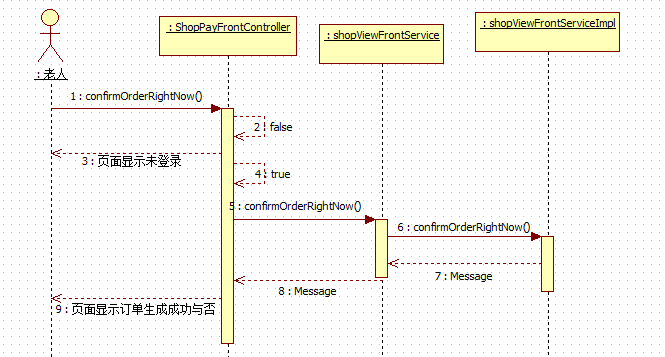 : ShopPayFrontController
: shopViewFrontService
: shopViewFrontServiceImpl
: 老人
1 : confirmOrderRightNow()
2 : false
3 : 页面显示未登录
4 : true
5 : confirmOrderRightNow()
6 : confirmOrderRightNow()
7 : Message
8 : Message
9 : 页面显示订单生成成功与否